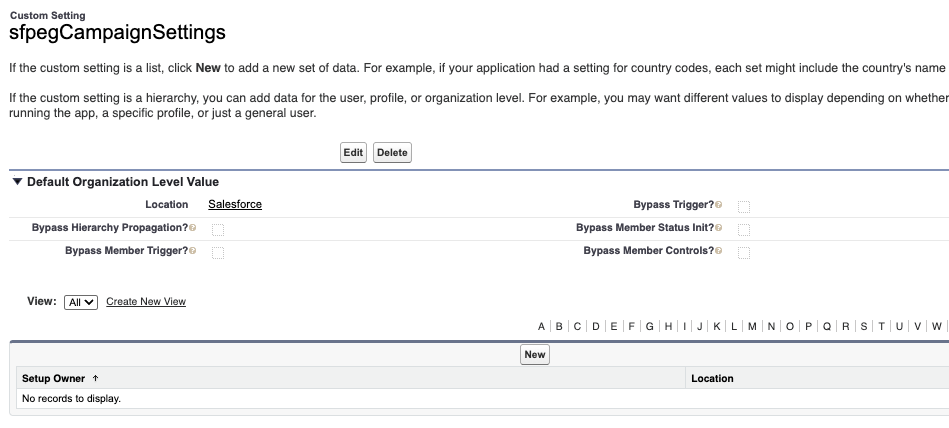 Custom Setting
sfpegCampaignSettings
If the custom setting is a list, click New to add a new set of data. For example, if your application had a setting for country codes, each set might include the country's name
If the custom setting is a hierarchy, you can add data for the user, profile, or organization level. For example, you may want different values to display depending on whether
running the app, a specific profile, or just a general user.
Edit Delete
Default Organization Level Value
Location Salesforce Bypass Trigger?
Bypass Hierarchy Propagation? Bypass Member Status Init?
Bypass Member Trigger? Bypass Member Controls?
View: All Create New View
A | B | C | D | E | F | G | H | I | J | K | L | M | N | O | P | Q | R | S | T | U | V | W |
New
Setup Owner ↑ Location
No records to display.